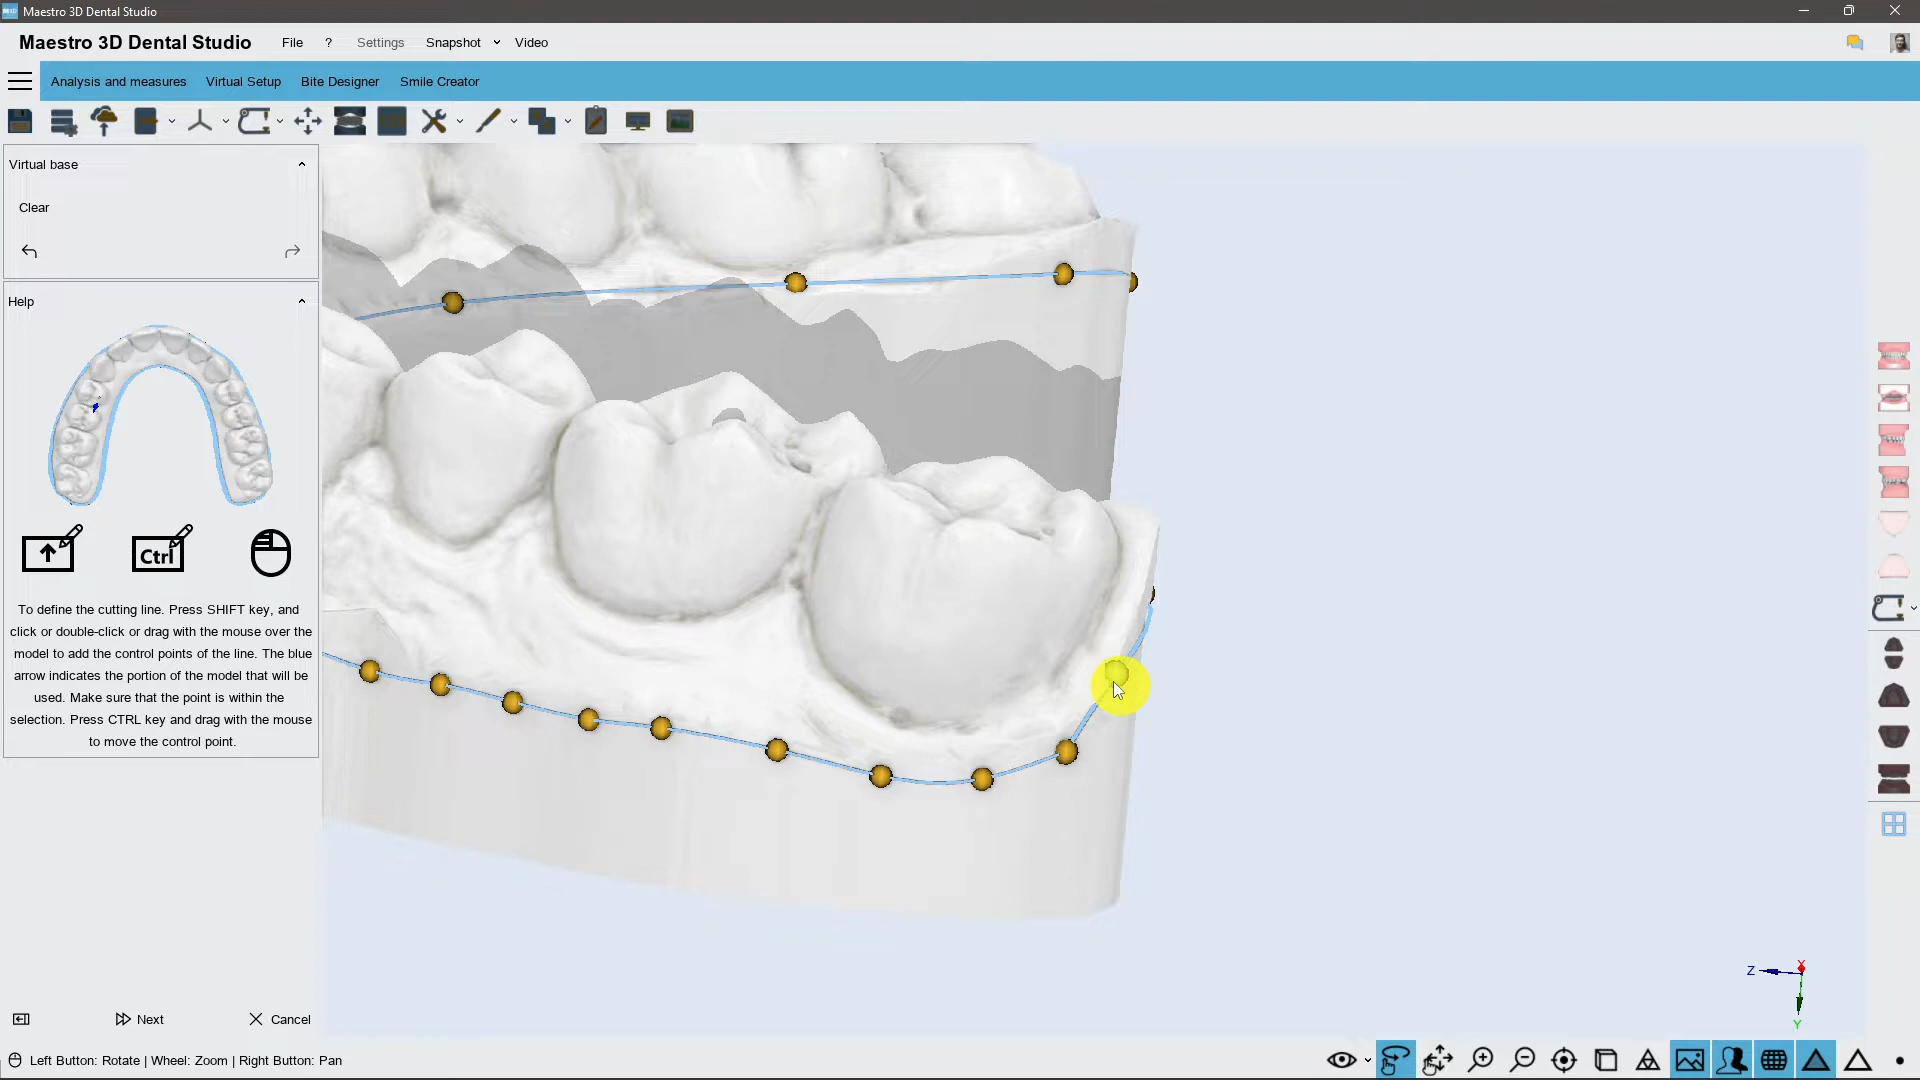 Maestro 3D Dental Studio
Maestro 3D Dental Studio File ? Settings Snapshot Video
Analysis and measures Virtual Setup Bite Designer Smile Creator
Virtual base
Clear
Help
Ctrl
To define the cutting line. Press SHIFT key, and
click or double-click or drag with the mouse over the
model to add the control points of the line. The blue
arrow indicates the portion of the model that will be
used. Make sure that the point is within the
selection. Press CTRL key and drag with the mouse
to move the control point.
X
Z
Y
Next Cancel
Left Button: Rotate | Wheel: Zoom | Right Button: Pan